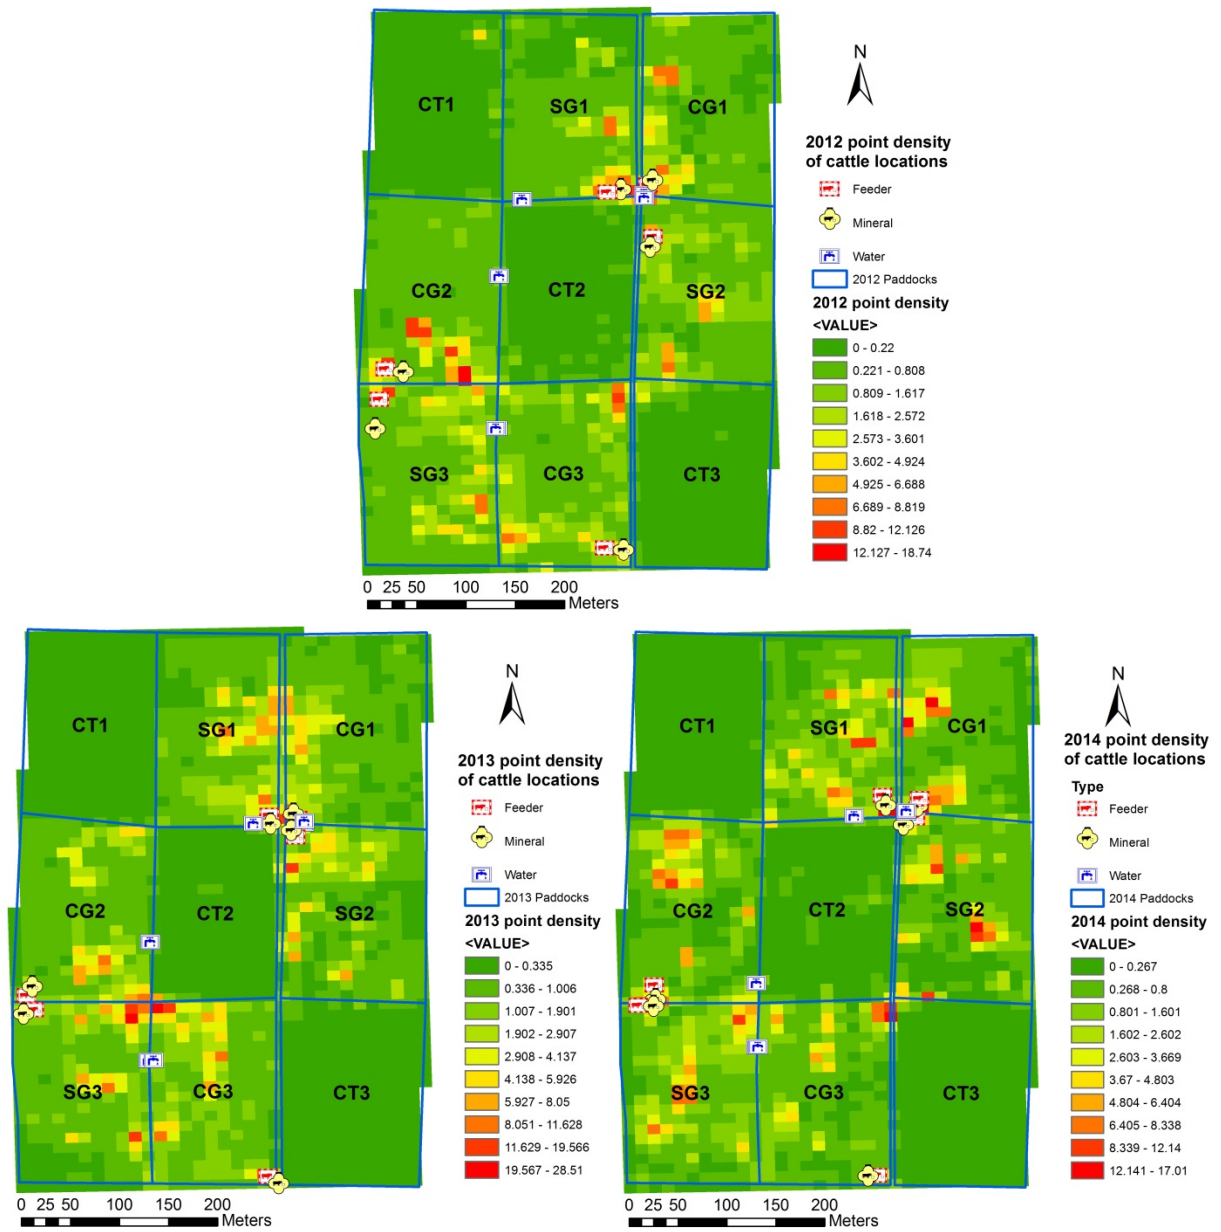 CT1
SG1
CG1
CG2
CT2
SG2
SG3
CG3
CT3
N
2012 point density
of cattle locations
Feeder
Mineral
Water
2012 Paddocks
2012 point density
<VALUE>
0 - 0.22
0.221 - 0.808
0.809 - 1.617
1.618 - 2.572
2.573 - 3.601
3.602 - 4.924
4.925 - 6.688
6.689 - 8.819
8.82 - 12.126
12.127 - 18.74
0 25 50 100 150 200
Meters
CT1
SG1
CG1
CG2
CT2
SG2
SG3
CG3
CT3
N
2013 point density
of cattle locations
Feeder
Mineral
Water
2013 Paddocks
2013 point density
<VALUE>
0 - 0.335
0.336 - 1.006
1.007 - 1.901
1.902 - 2.907
2.908 - 4.137
4.138 - 5.926
5.927 - 8.05
8.051 - 11.628
11.629 - 19.566
19.567 - 28.51
0 25 50 100 150 200
Meters
CT1
SG1
CG1
CG2
CT2
SG2
SG3
CG3
CT3
N
2014 point density
of cattle locations
Type
Feeder
Mineral
Water
2014 Paddocks
2014 point density
<VALUE>
0 - 0.267
0.268 - 0.8
0.801 - 1.601
1.602 - 2.602
2.603 - 3.669
3.67 - 4.803
4.804 - 6.404
6.405 - 8.338
8.339 - 12.14
12.141 - 17.01
0 25 50 100 150 200
Meters